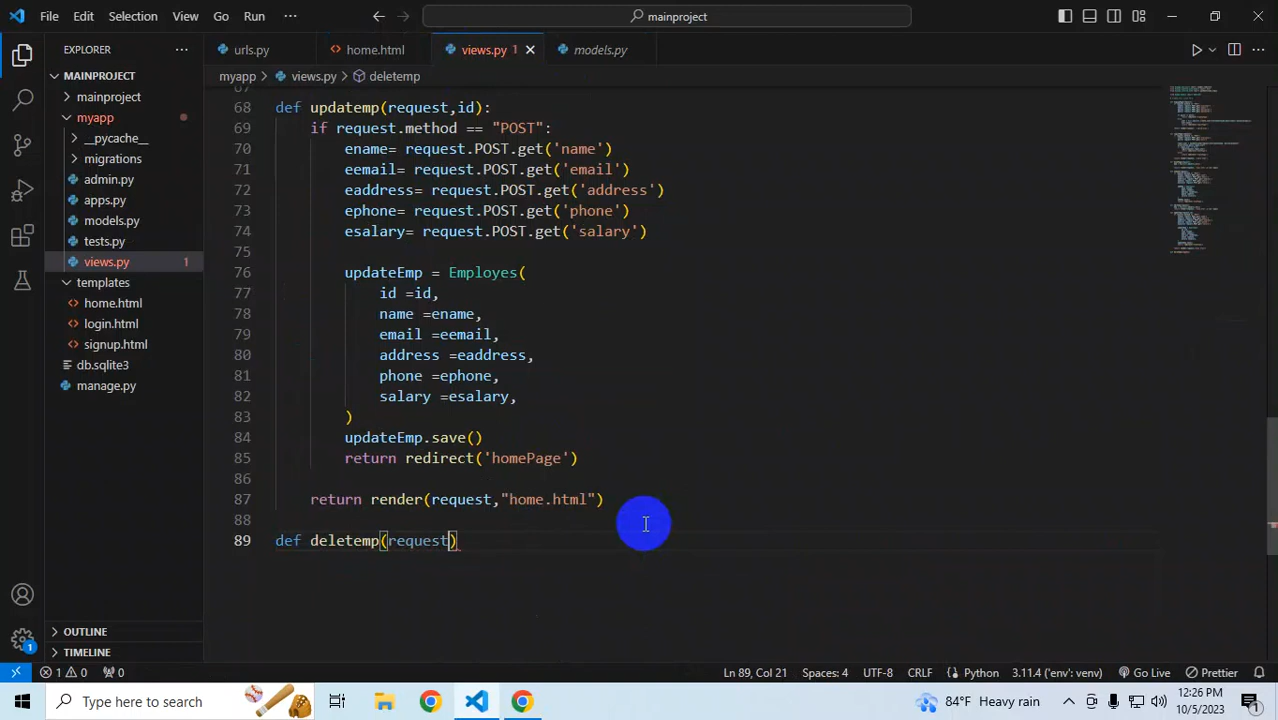 File Edit Selection View Go Run ··· mainproject
EXPLORER ··· urls.py home.html views.py 1 models.py
MAINPROJECT myapp > views.py > deletemp
mainproject
myapp
__pycache__
migrations
admin.py
apps.py
models.py
tests.py
views.py 1
templates
home.html
login.html
signup.html
db.sqlite3
manage.py
OUTLINE
TIMELINE
67
68 def updatemp(request,id):
69 if request.method == "POST":
70 ename= request.POST.get('name')
71 eemail= request.POST.get('email')
72 eaddress= request.POST.get('address')
73 ephone= request.POST.get('phone')
74 esalary= request.POST.get('salary')
75
76 updateEmp = Employes(
77 id =id,
78 name =ename,
79 email =eemail,
80 address =eaddress,
81 phone =ephone,
82 salary =esalary,
83 )
84 updateEmp.save()
85 return redirect('homePage')
86
87 return render(request,"home.html")
88
89 def deletemp(request)
1 0 0 Ln 89, Col 21 Spaces: 4 UTF-8 CRLF Python 3.11.4 ('env': venv) Go Live Prettier
Type here to search 84°F Heavy rain 12:26 PM
10/5/2023